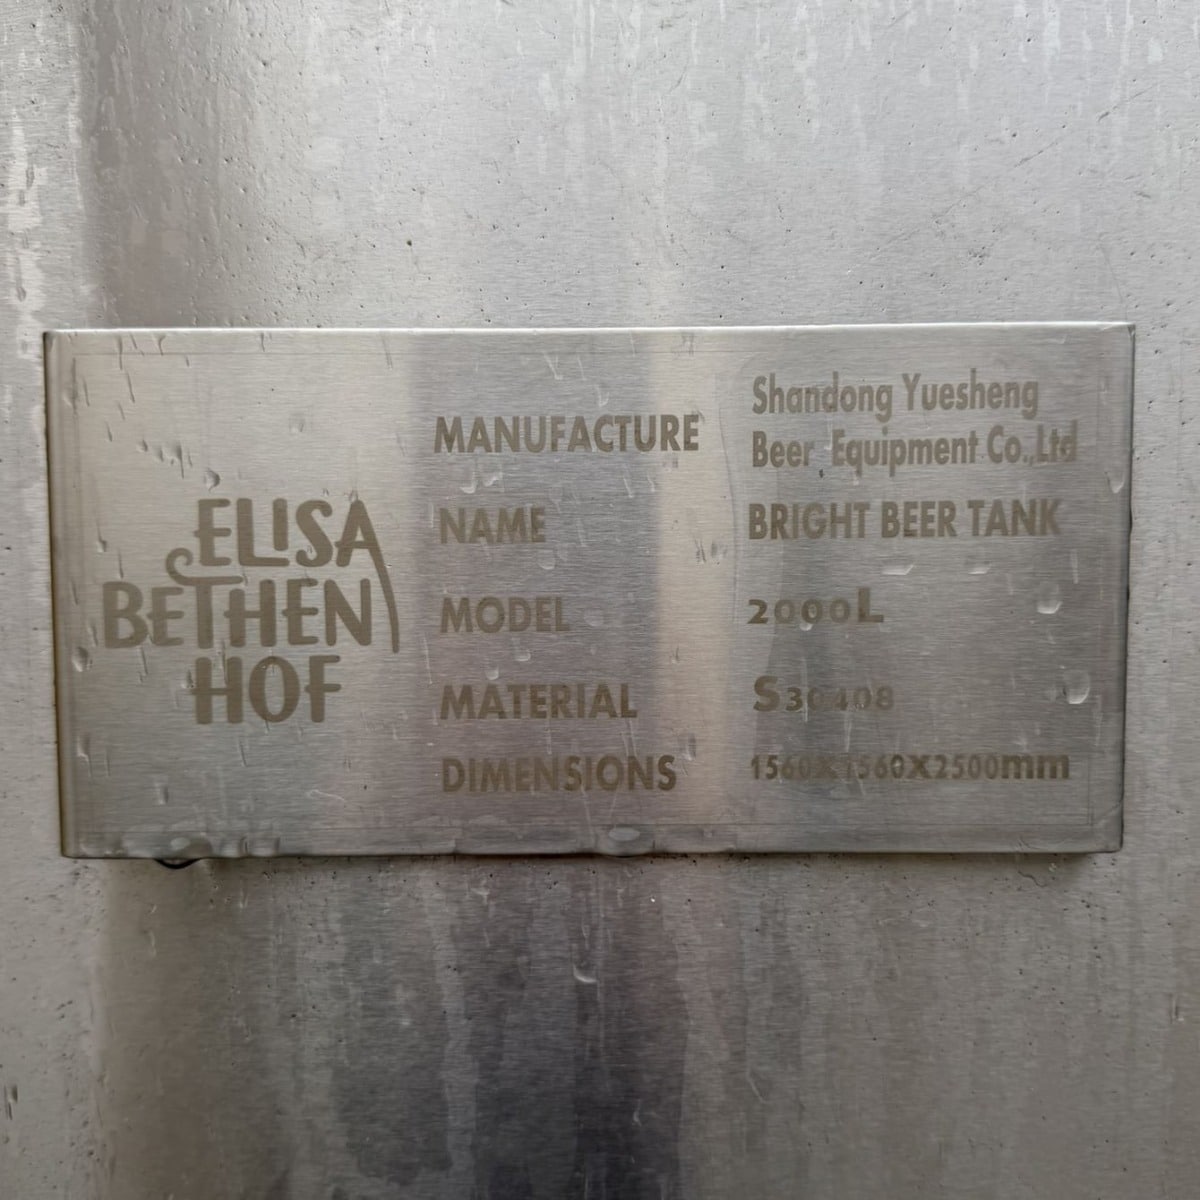 ELISA
BETHEN
HOF
MANUFACTURE Shandong Yuesheng
Beer Equipment Co.,Ltd
NAME BRIGHT BEER TANK
MODEL 2000L
MATERIAL S30408
DIMENSIONS 1560X1560X2500mm